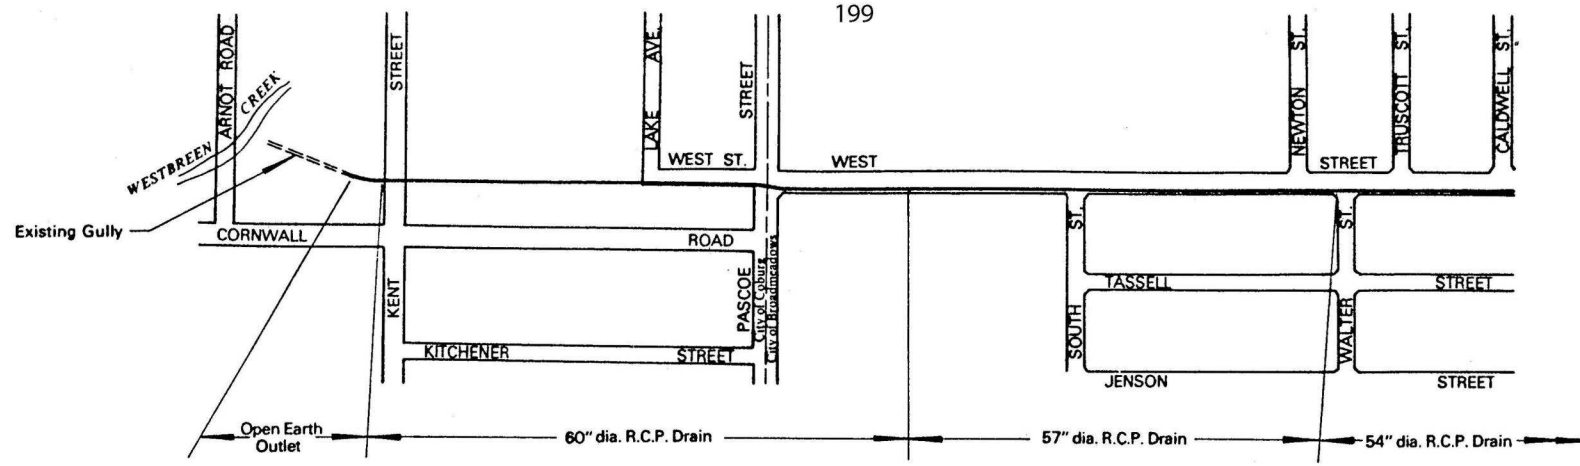 199
ARNOT ROAD
CREEK
WESTBREEN
STREET
LAKE AVE.
STREET
NEWTON ST.
TRUSCOTT ST.
CALDWELL ST.
WEST ST.
WEST
STREET
Existing Gully
CORNWALL
ROAD
ST.
ST.
KENT
PASCOE
City of Coburg
City of Broadmeadows
TASSELL
STREET
SOUTH
WALTER
KITCHENER
STREET
JENSON
STREET
Open Earth
Outlet
60" dia. R.C.P. Drain
57" dia. R.C.P. Drain
54" dia. R.C.P. Drain